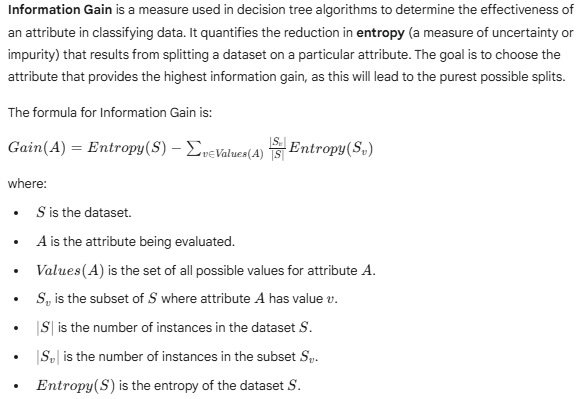 Information Gain is a measure used in decision tree algorithms to determine the effectiveness of
an attribute in classifying data. It quantifies the reduction in entropy (a measure of uncertainty or
impurity) that results from splitting a dataset on a particular attribute. The goal is to choose the
attribute that provides the highest information gain, as this will lead to the purest possible splits.
The formula for Information Gain is:
Gain(A) = Entropy(S) − ∑_{v∈Values(A)} |S_v|/|S| Entropy(S_v)
where:
• S is the dataset.
• A is the attribute being evaluated.
• Values(A) is the set of all possible values for attribute A.
• S_v is the subset of S where attribute A has value v.
• |S| is the number of instances in the dataset S.
• |S_v| is the number of instances in the subset S_v.
• Entropy(S) is the entropy of the dataset S.